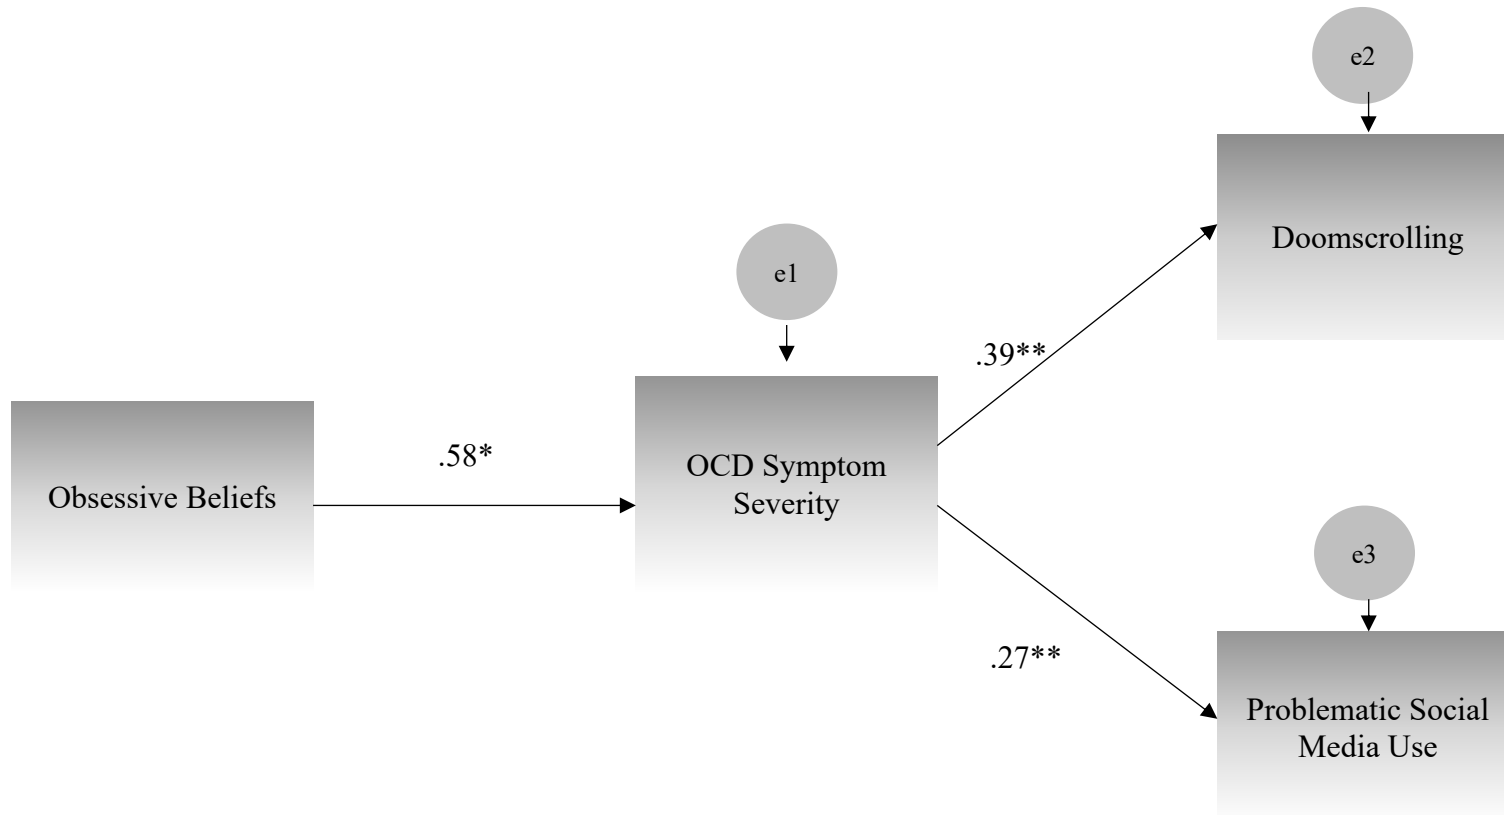 e2
Doomscrolling
e1
.39**
.58*
OCD Symptom
Severity
Obsessive Beliefs
e3
.27**
Problematic Social
Media Use